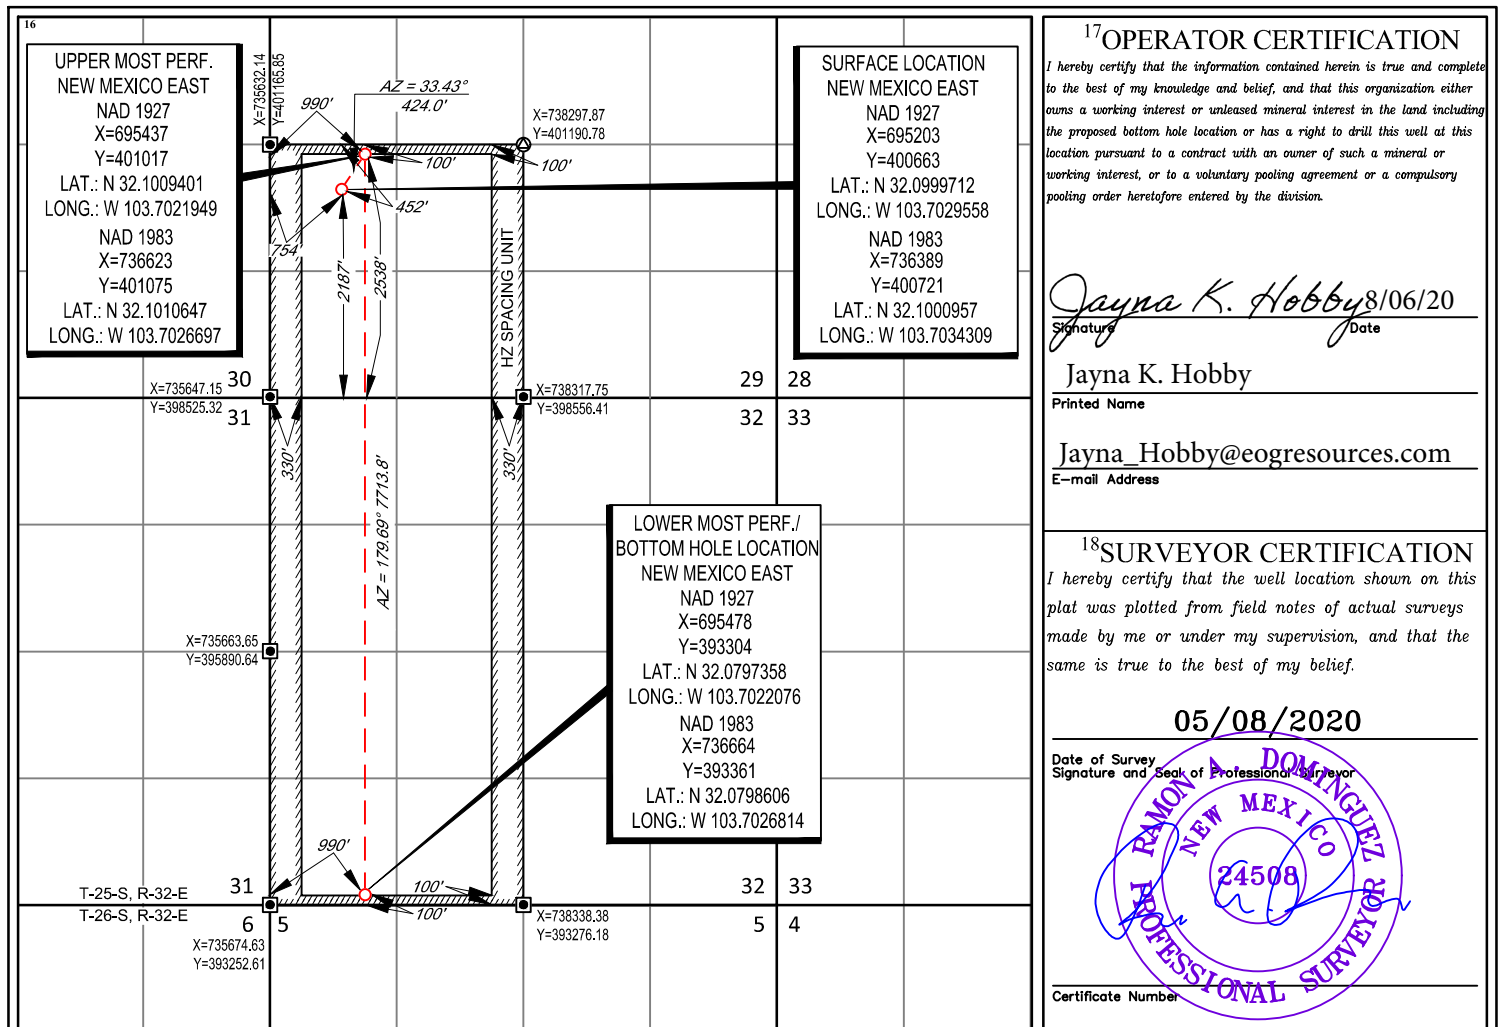 16
UPPER MOST PERF.
NEW MEXICO EAST
NAD 1927
X=695437
Y=401017
LAT.: N 32.1009401
LONG.: W 103.7021949
NAD 1983
X=736623
Y=401075
LAT.: N 32.1010647
LONG.: W 103.7026697
X=735632.14
Y=401165.85
990'
AZ = 33.43°
424.0'
X=738297.87
Y=401190.78
100'
100'
452'
754'
2187'
2538'
HZ SPACING UNIT
SURFACE LOCATION
NEW MEXICO EAST
NAD 1927
X=695203
Y=400663
LAT.: N 32.0999712
LONG.: W 103.7029558
NAD 1983
X=736389
Y=400721
LAT.: N 32.1000957
LONG.: W 103.7034309
30
29 28
X=735647.15
Y=398525.32
X=738317.75
Y=398556.41
31
32 33
330'
330'
AZ = 179.69° 7713.8'
X=735663.65
Y=395890.64
LOWER MOST PERF./
BOTTOM HOLE LOCATION
NEW MEXICO EAST
NAD 1927
X=695478
Y=393304
LAT.: N 32.0797358
LONG.: W 103.7022076
NAD 1983
X=736664
Y=393361
LAT.: N 32.0798606
LONG.: W 103.7026814
990'
100'
100'
T-25-S, R-32-E
31
32 33
T-26-S, R-32-E
6 5
5 4
X=735674.63
Y=393252.61
X=738338.38
Y=393276.18
17OPERATOR CERTIFICATION
I hereby certify that the information contained herein is true and complete
to the best of my knowledge and belief, and that this organization either
owns a working interest or unleased mineral interest in the land including
the proposed bottom hole location or has a right to drill this well at this
location pursuant to a contract with an owner of such a mineral or
working interest, or to a voluntary pooling agreement or a compulsory
pooling order heretofore entered by the division.
Jayna K. Hobby 8/06/20
Signature Date
Jayna K. Hobby
Printed Name
Jayna_Hobby@eogresources.com
E-mail Address
18SURVEYOR CERTIFICATION
I hereby certify that the well location shown on this
plat was plotted from field notes of actual surveys
made by me or under my supervision, and that the
same is true to the best of my belief.
05/08/2020
Date of Survey
Signature and Seal of Professional Surveyor
RAMON A. DOMINGUEZ
NEW MEXICO
24508
PROFESSIONAL SURVEYOR
Certificate Number